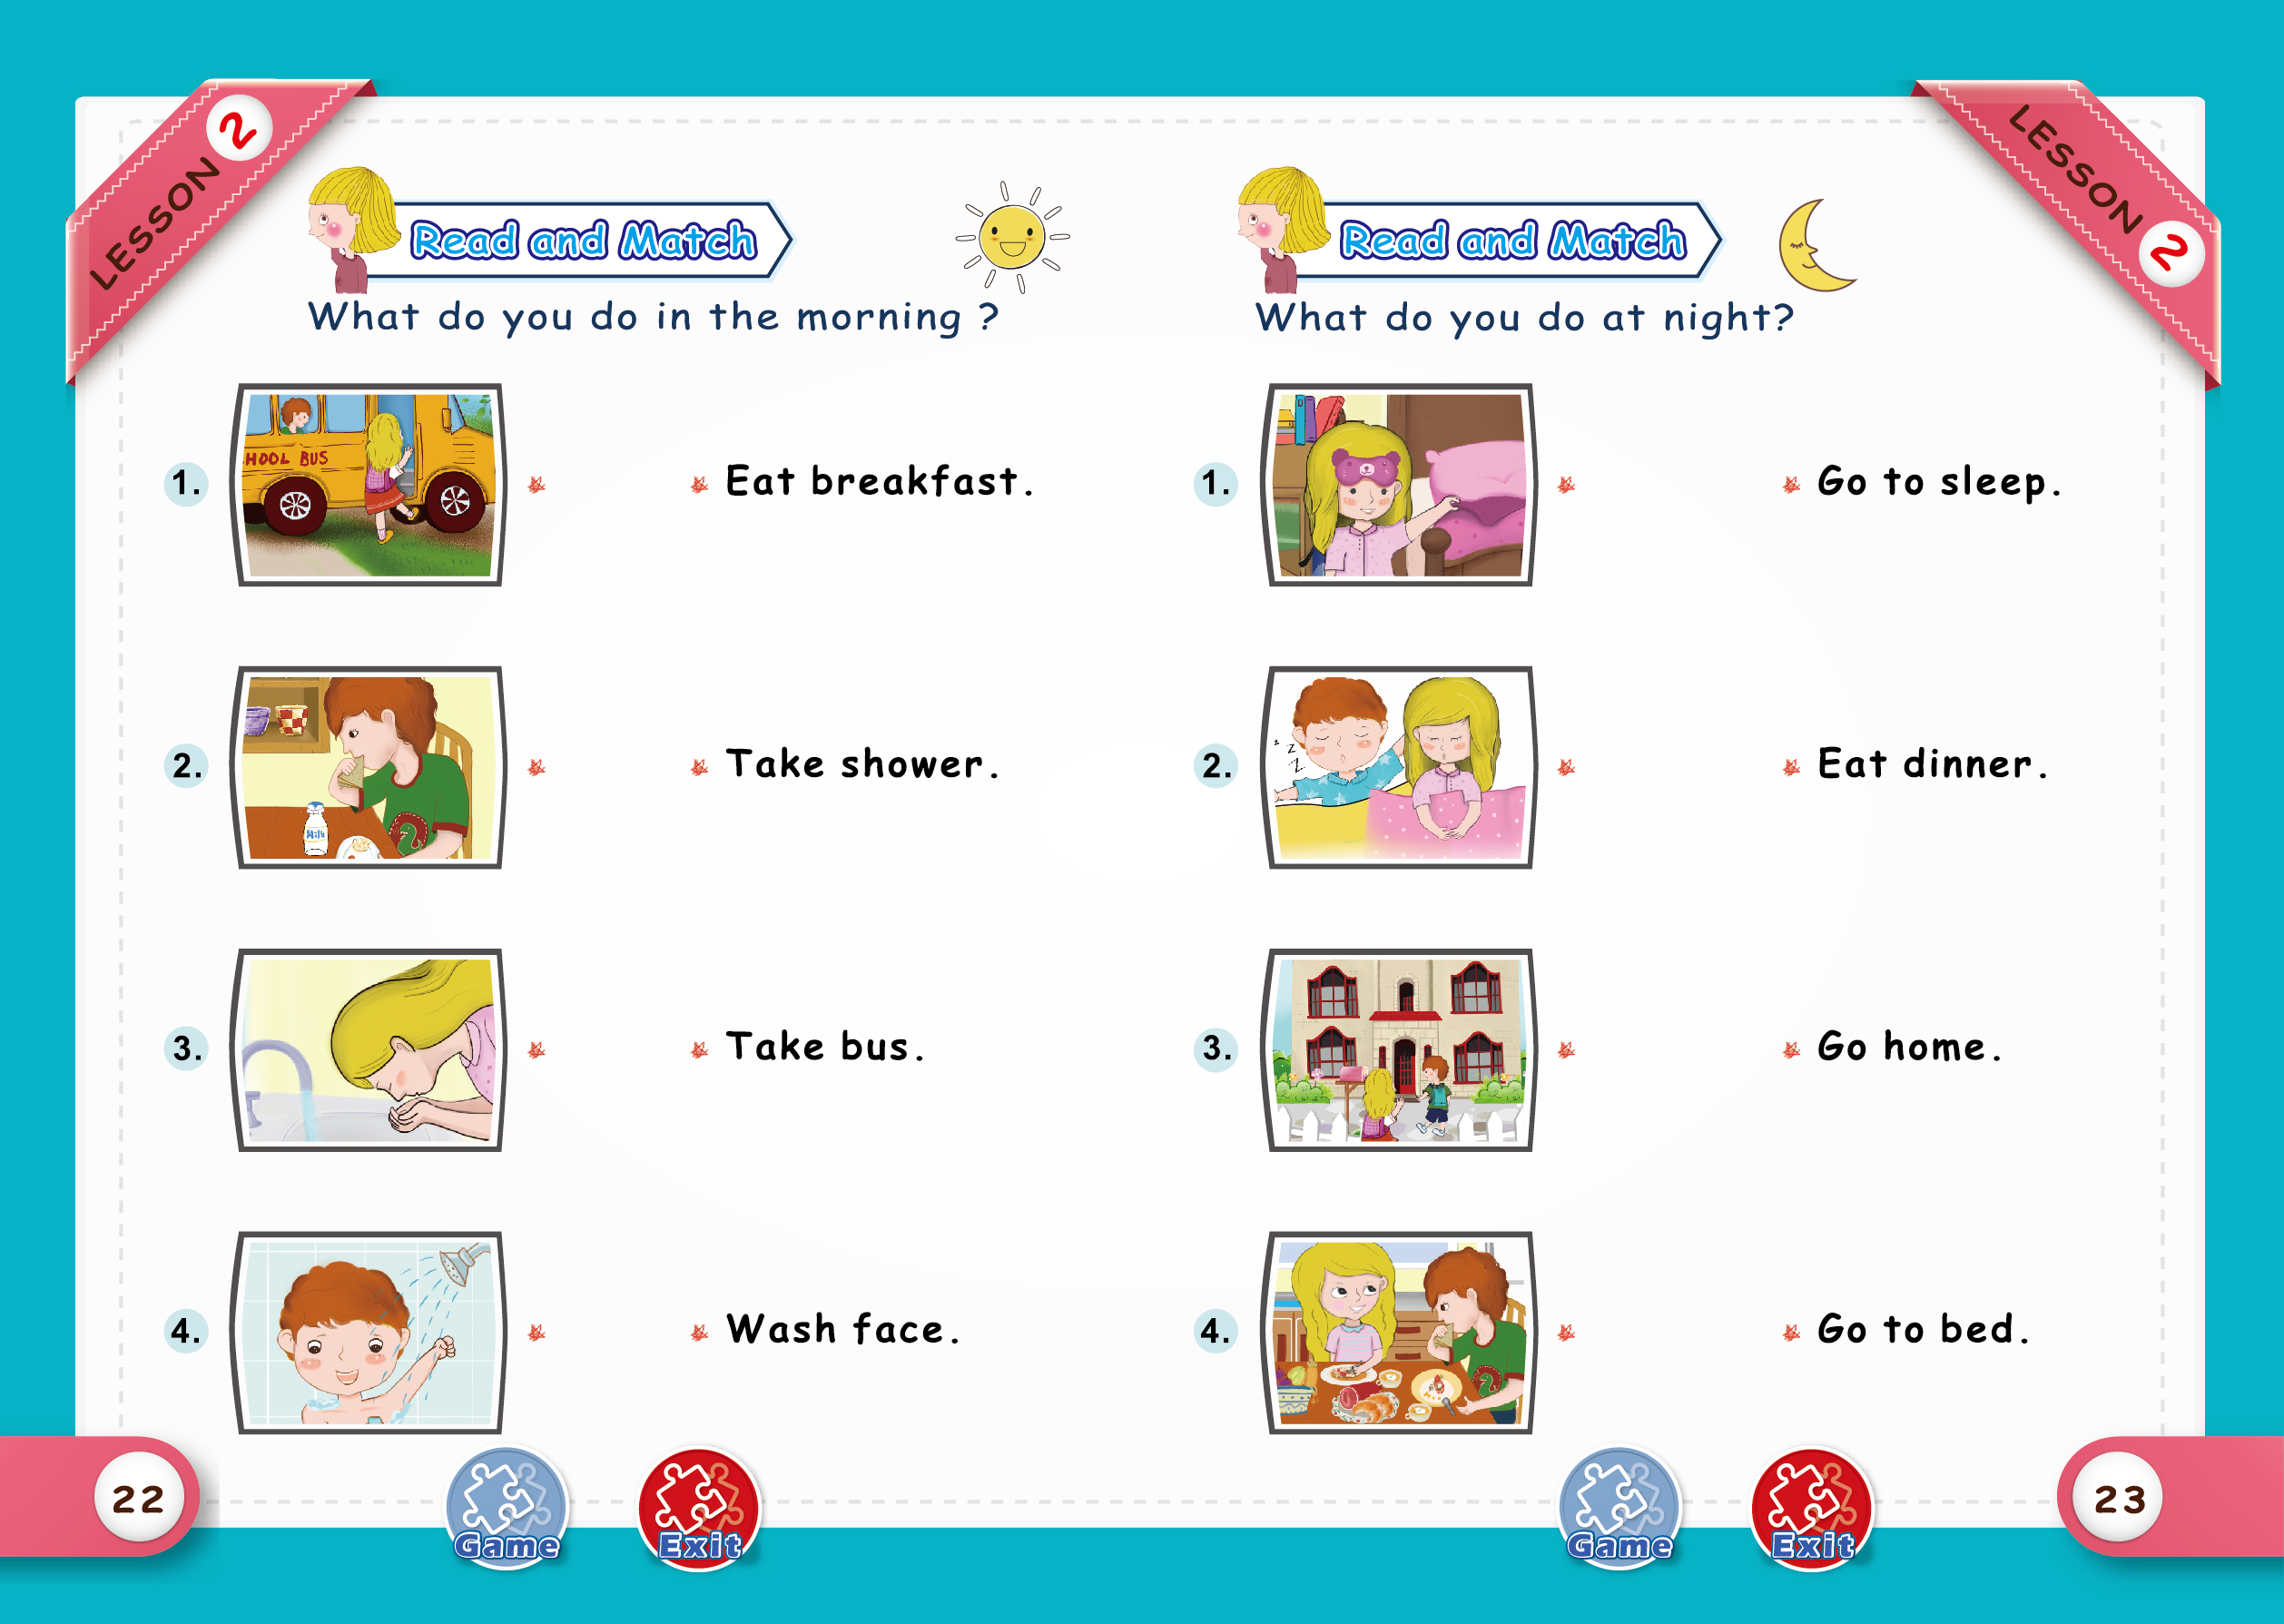 LESSON 2
Read and Match
What do you do in the morning ?
1.
HOOL BUS
Eat breakfast.
2.
Milk
Take shower.
3.
Take bus.
4.
Wash face.
22
Game
Exit
LESSON 2
Read and Match
What do you do at night?
1.
Go to sleep.
2.
z z z
Eat dinner.
3.
Go home.
4.
Go to bed.
Game
Exit
23